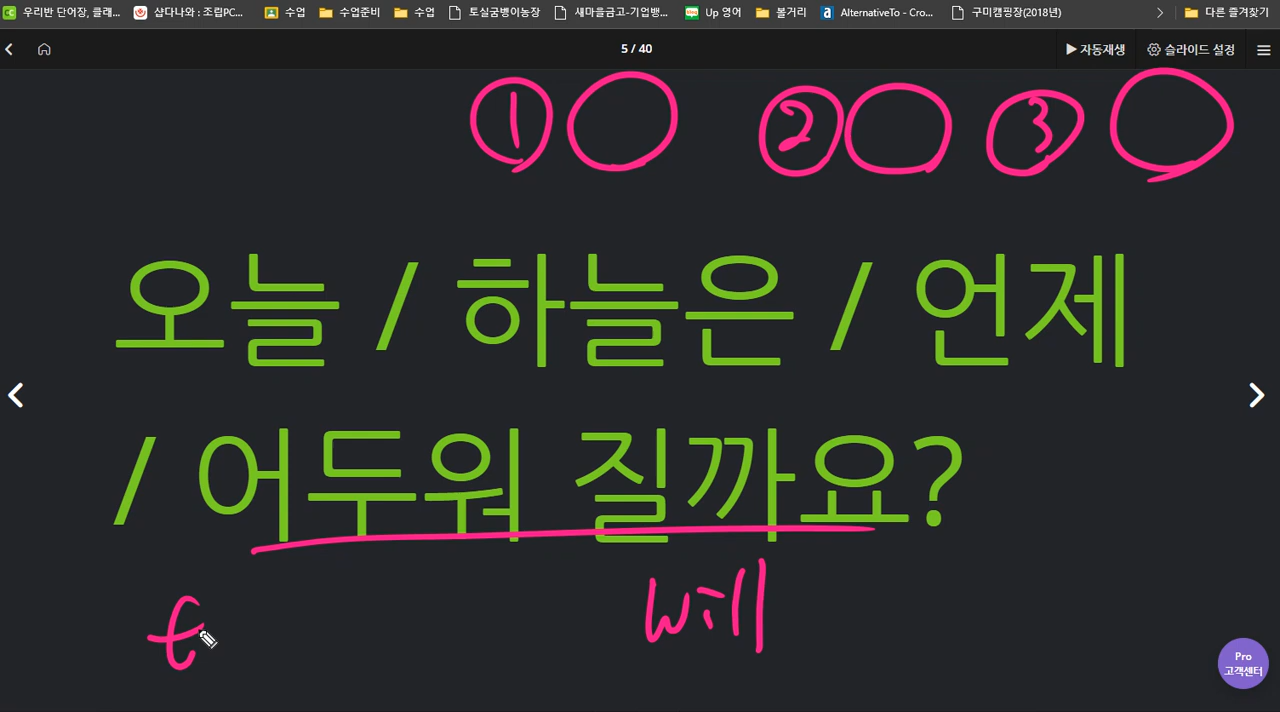 우리반 단어장, 클래... 샵다나와 : 조립PC... 수업 수업준비 수업 토실굼벵이농장 새마을금고-기업뱅... Up 영어 볼거리 AlternativeTo - Cro... 구미캠핑장(2018년) 다른 즐겨찾기
5 / 40 자동재생 슬라이드 설정
1 2 3
오늘 / 하늘은 / 언제
/ 어두워 질까요?
will
t
Pro
고객센터